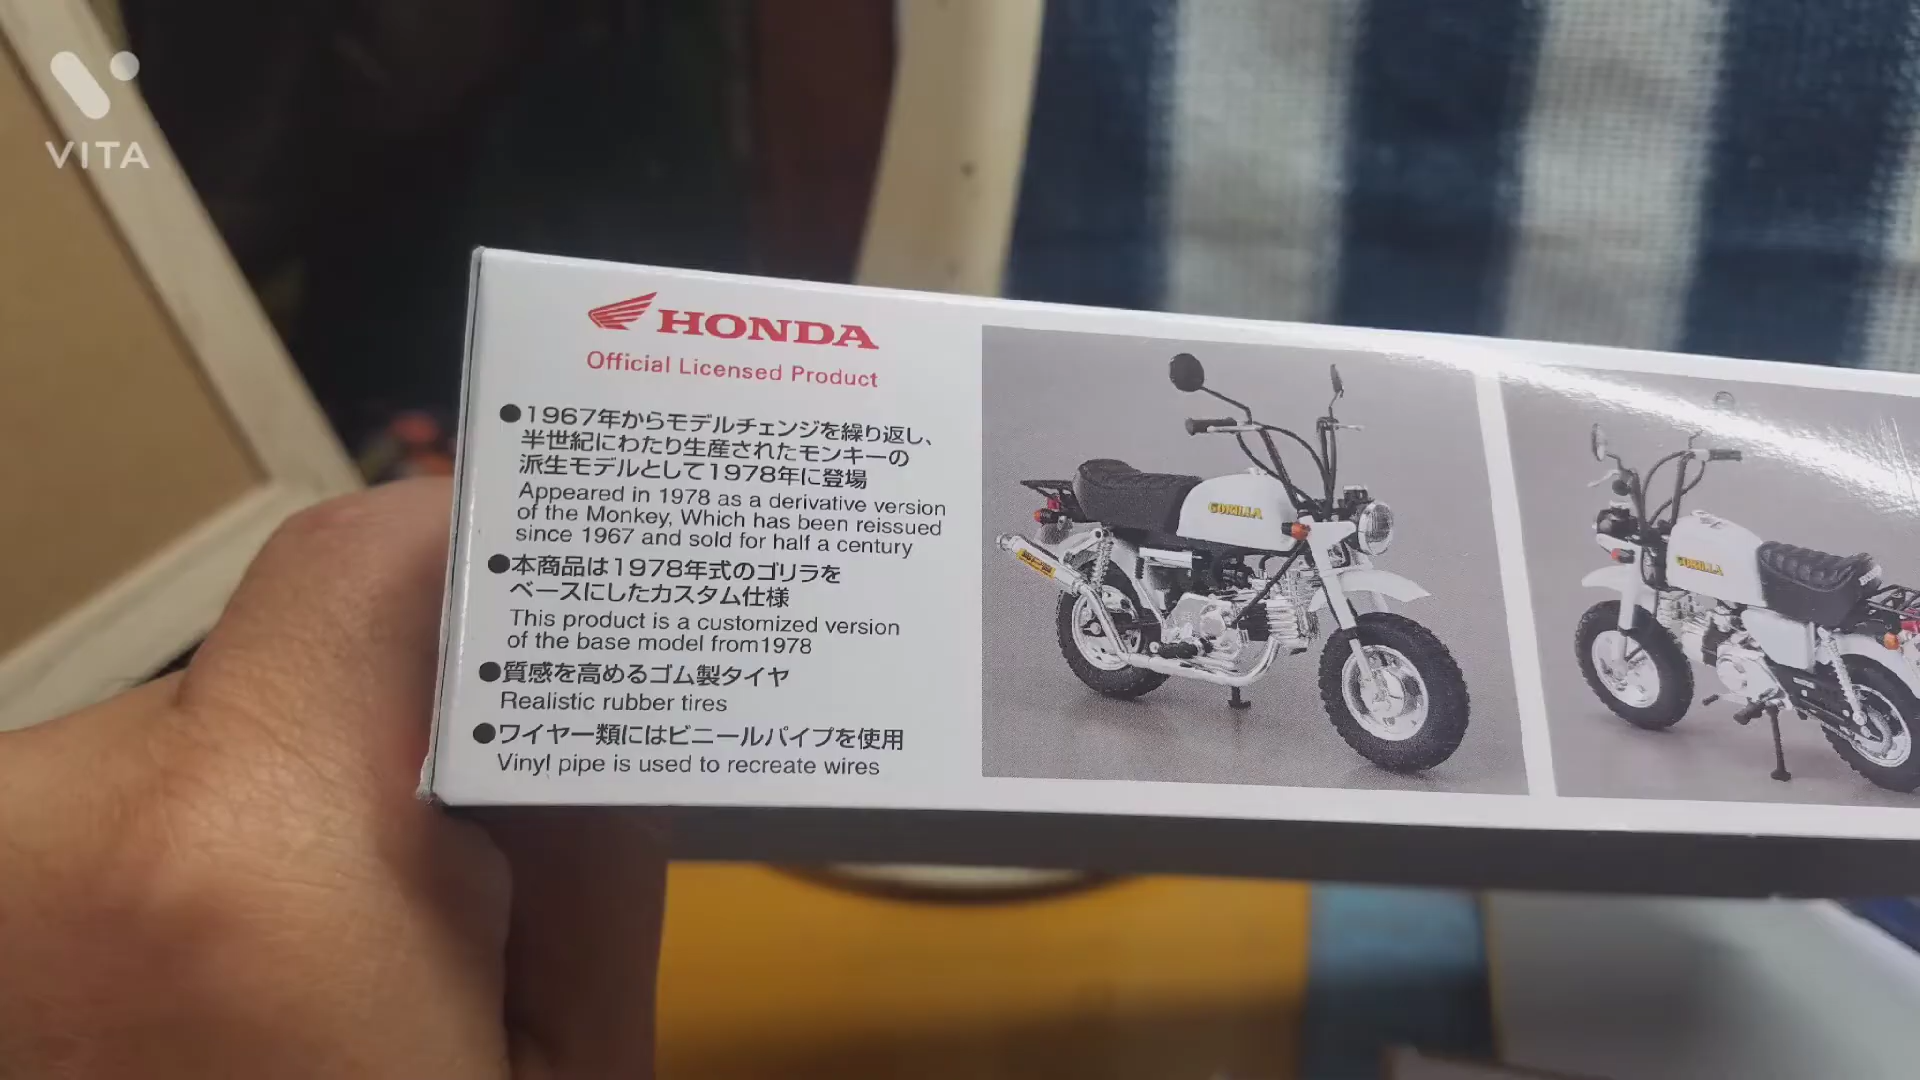 VITA
HONDA
Official Licensed Product
●1967年からモデルチェンジを繰り返し、
半世紀にわたり生産されたモンキーの
派生モデルとして1978年に登場
Appeared in 1978 as a derivative version
of the Monkey, Which has been reissued
since 1967 and sold for half a century
●本商品は1978年式のゴリラを
ベースにしたカスタム仕様
This product is a customized version
of the base model from1978
●質感を高めるゴム製タイヤ
Realistic rubber tires
●ワイヤー類にはビニールパイプを使用
Vinyl pipe is used to recreate wires
GORILLA
GORILLA